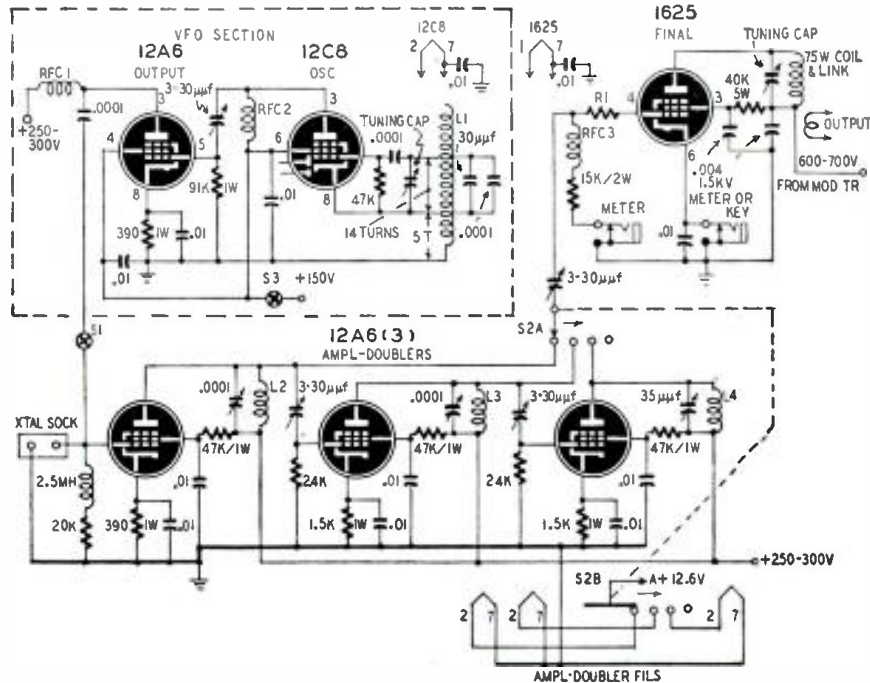 VFO SECTION
12A6
OUTPUT
12C8
OSC
12C8
2
7
.01
1625
1
7
.01
1625
FINAL
TUNING CAP
75W COIL
& LINK
RFC 1
.0001
3
3-30µµf
RFC 2
3
TUNING CAP
.0001
L1
30µµf
+250-
300V
4
5
8
6
8
91K
1W
.01
47K
14 TURNS
5T
.0001
390
1W
.01
.01
S3
+150V
R1
4
3
40K
5W
RFC3
OUTPUT
6
.004
1.5KV
600-700V
FROM MOD TR
15K/2W
METER
METER OR
KEY
.01
3-30µµf
S2A
S1
12A6(3)
AMPL-DOUBLERS
.0001
L2
3-30µµf
.0001
L3
3-30µµf
35µµf
L4
XTAL SOCK
47K/1W
47K/1W
47K/1W
2.5MH
20K
.01
24K
.01
24K
.01
390
1W
.01
1.5K
1W
.01
1.5K
1W
.01
+250-300V
S2B
A+12.6V
2
7
2
7
2
7
AMPL-DOUBLER FILS